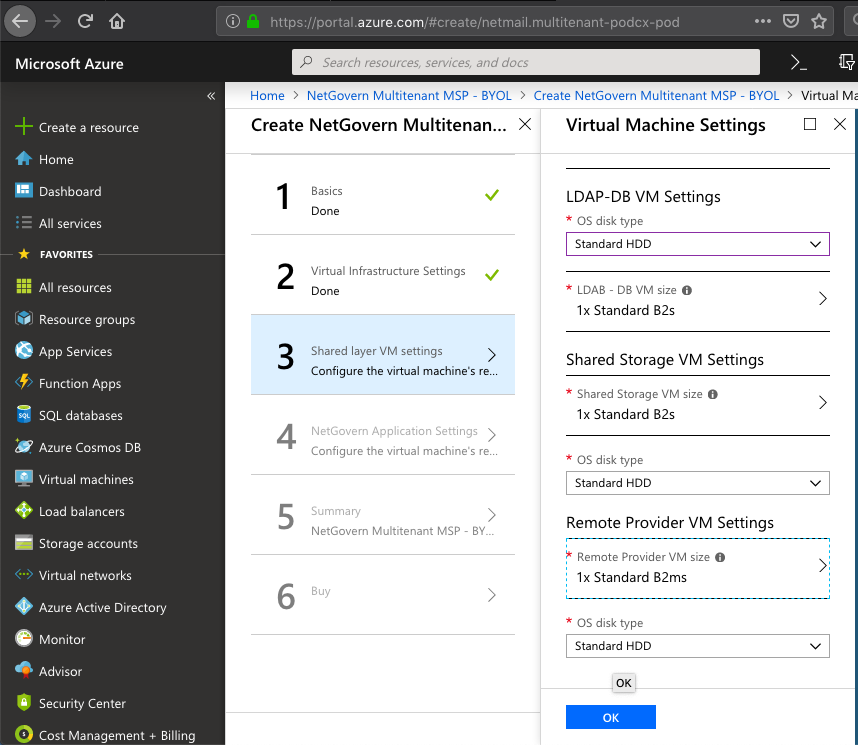 https://portal.azure.com/#create/netmail.multitenant-podcx-pod
Microsoft Azure
Search resources, services, and docs
Home > NetGovern Multitenant MSP - BYOL > Create NetGovern Multitenant MSP - BYOL > Virtual Ma
Create a resource
Home
Dashboard
All services
FAVORITES
All resources
Resource groups
App Services
Function Apps
SQL databases
Azure Cosmos DB
Virtual machines
Load balancers
Storage accounts
Virtual networks
Azure Active Directory
Monitor
Advisor
Security Center
Cost Management + Billing
Create NetGovern Multitenan...
1
Basics
Done
2
Virtual Infrastructure Settings
Done
3
Shared layer VM settings
Configure the virtual machine's re...
4
NetGovern Application Settings
Configure the virtual machine's re...
5
Summary
NetGovern Multitenant MSP - BY...
6
Buy
Virtual Machine Settings
LDAP-DB VM Settings
* OS disk type
Standard HDD
* LDAB - DB VM size
1x Standard B2s
Shared Storage VM Settings
* Shared Storage VM size
1x Standard B2s
* OS disk type
Standard HDD
Remote Provider VM Settings
* Remote Provider VM size
1x Standard B2ms
* OS disk type
Standard HDD
OK
OK